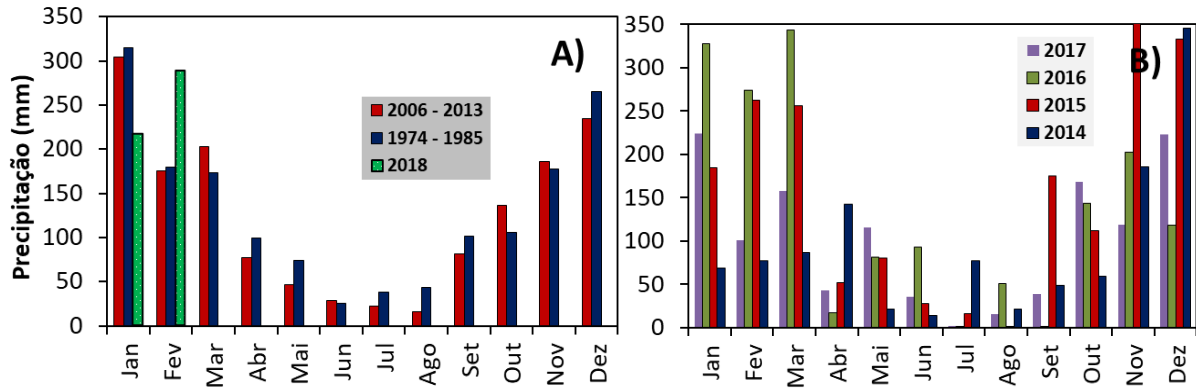 Precipitação (mm)
350
300
250
200
150
100
50
0
A)
2006 - 2013
1974 - 1985
2018
Jan
Fev
Mar
Abr
Mai
Jun
Jul
Ago
Set
Out
Nov
Dez
350
300
250
200
150
100
50
0
B)
2017
2016
2015
2014
Jan
Fev
Mar
Abr
Mai
Jun
Jul
Ago
Set
Out
Nov
Dez